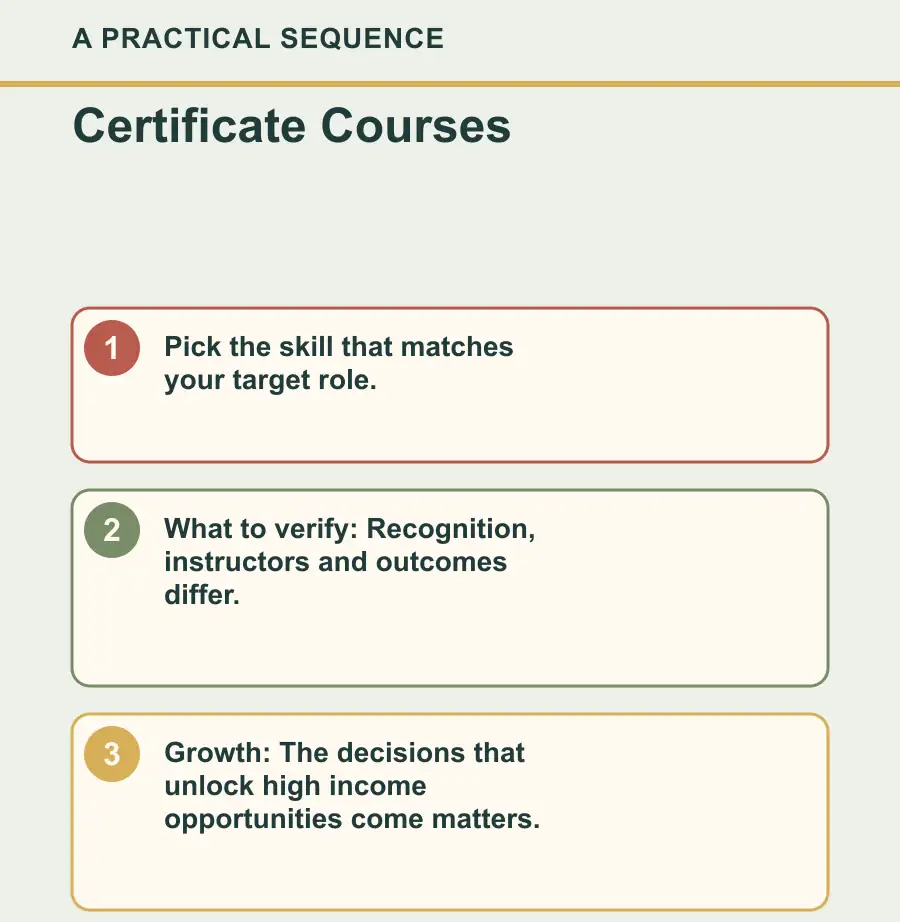 A PRACTICAL SEQUENCE
Certificate Courses
1
Pick the skill that matches
your target role.
2
What to verify: Recognition,
instructors and outcomes
differ.
3
Growth: The decisions that
unlock high income
opportunities come matters.